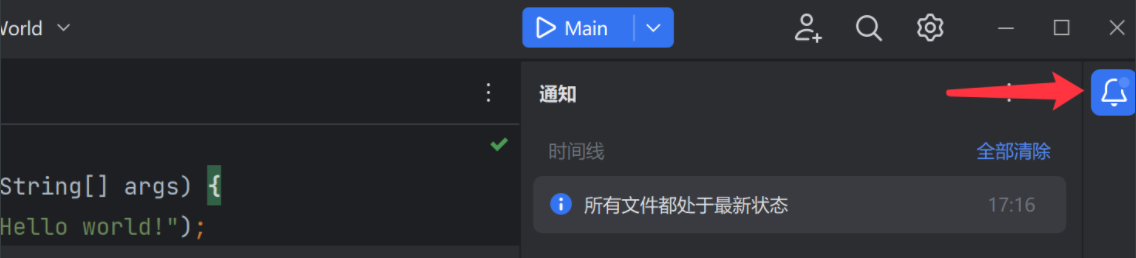 World
Main
通知
时间线
全部清除
String[] args) {
所有文件都处于最新状态
17:16
Hello world!");